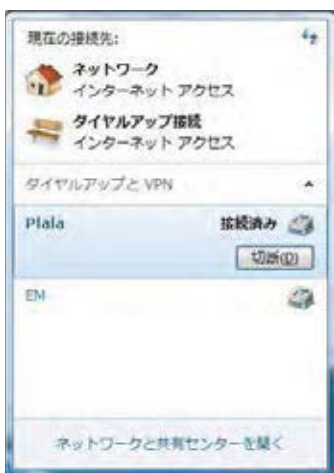 現在の接続先:
ネットワーク
インターネット アクセス
ダイヤルアップ接続
インターネット アクセス
ダイヤルアップと VPN
Plala 接続済み
切断(D)
EM
ネットワークと共有センターを開く